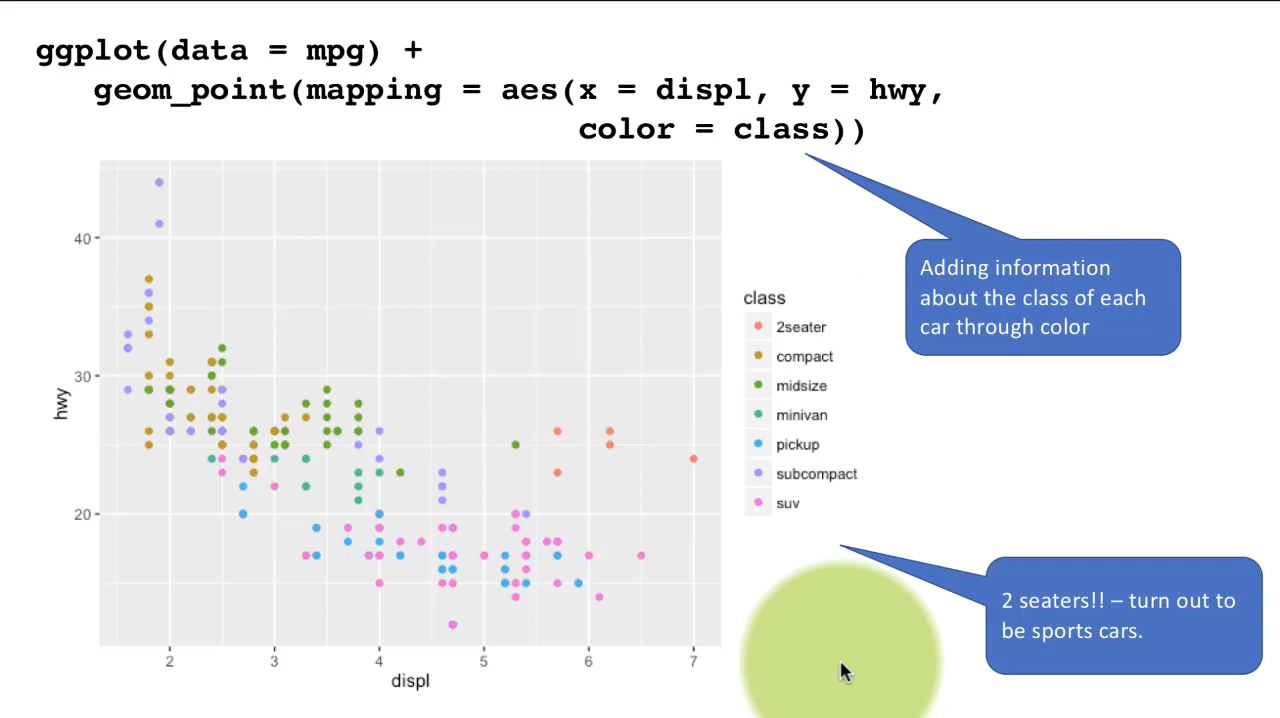 ggplot(data = mpg) +
geom_point(mapping = aes(x = displ, y = hwy,
color = class))
40
30
20
hwy
2
3
4
5
6
7
displ
class
2seater
compact
midsize
minivan
pickup
subcompact
suv
Adding information
about the class of each
car through color
2 seaters!! – turn out to
be sports cars.